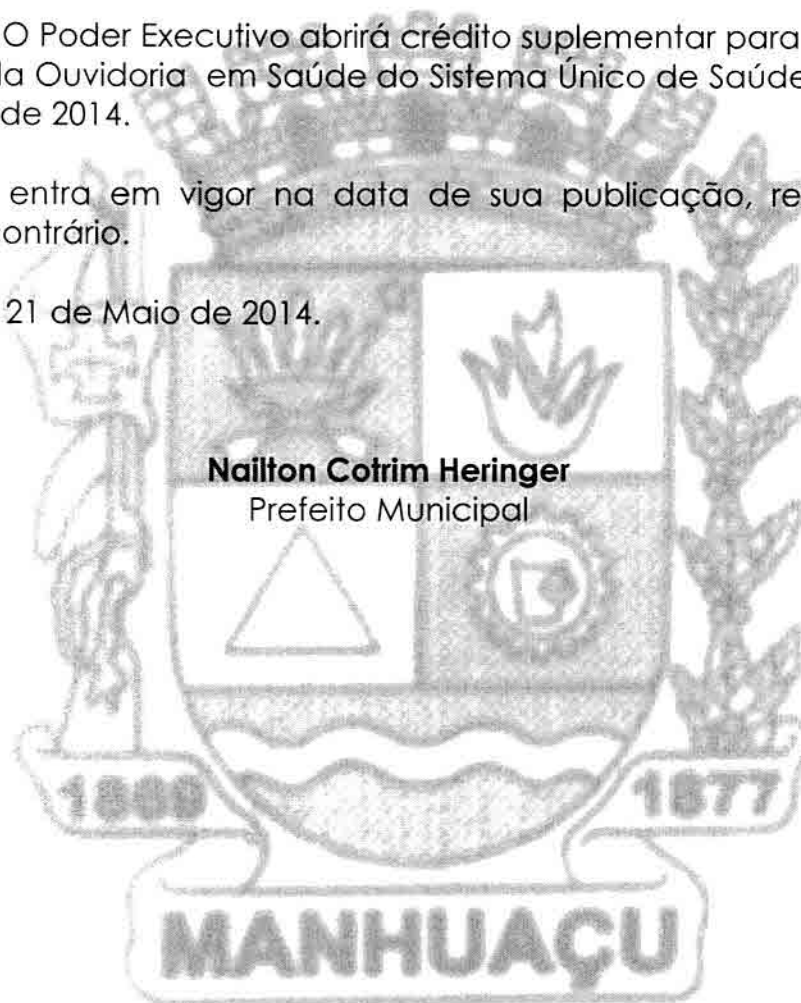 O Poder Executivo abrirá crédito suplementar para
la Ouvidoria em Saúde do Sistema Único de Saúde
de 2014.
entra em vigor na data de sua publicação, re
ontrário.
21 de Maio de 2014.
Nailton Cotrim Heringer
Prefeito Municipal
1877
MANHUAÇU